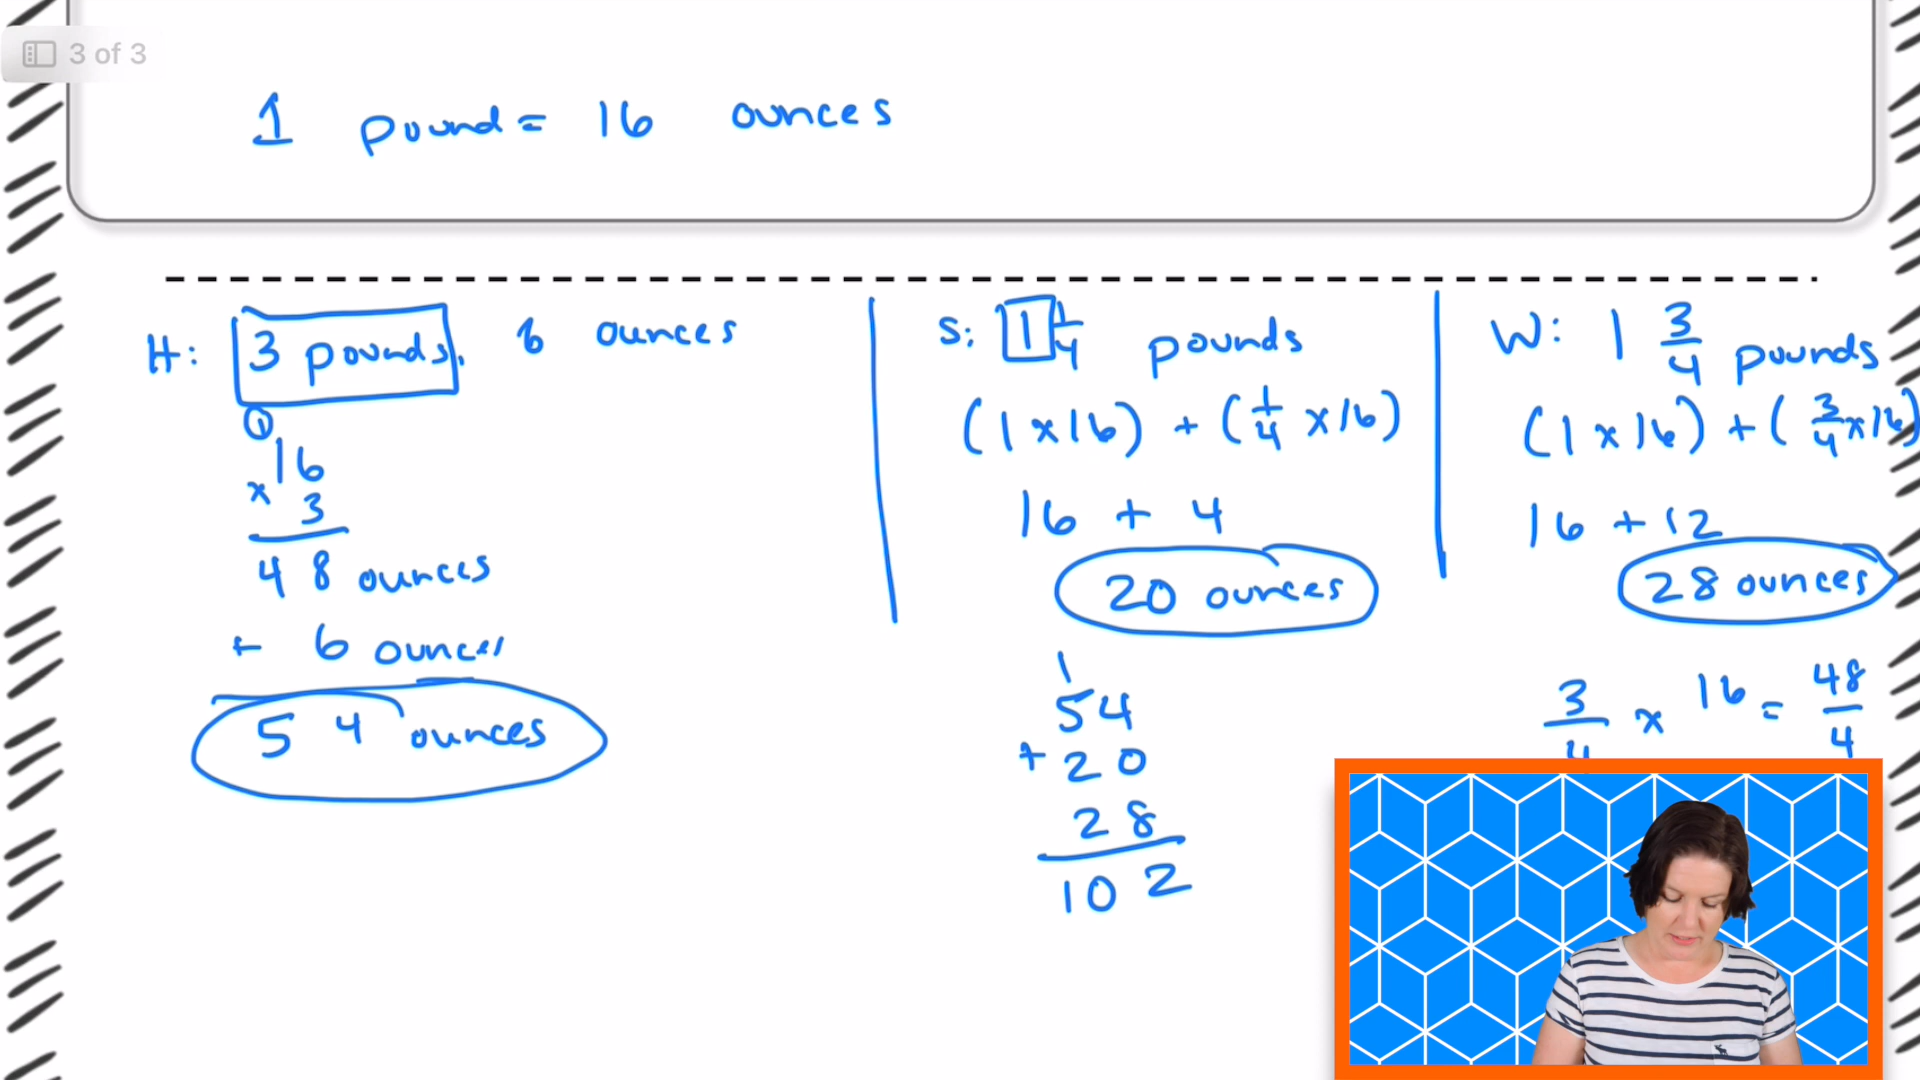 3 of 3
1 pound = 16 ounces
H: 3 pounds, 6 ounces
1
16
x 3
48 ounces
+ 6 ounces
54 ounces
S: 1 1/4 pounds
(1 x 16) + (1/4 x 16)
16 + 4
20 ounces
1
54
+ 20
28
102
W: 1 3/4 pounds
(1 x 16) + (3/4 x 16)
16 + 12
28 ounces
3/4 x 16 = 48/4